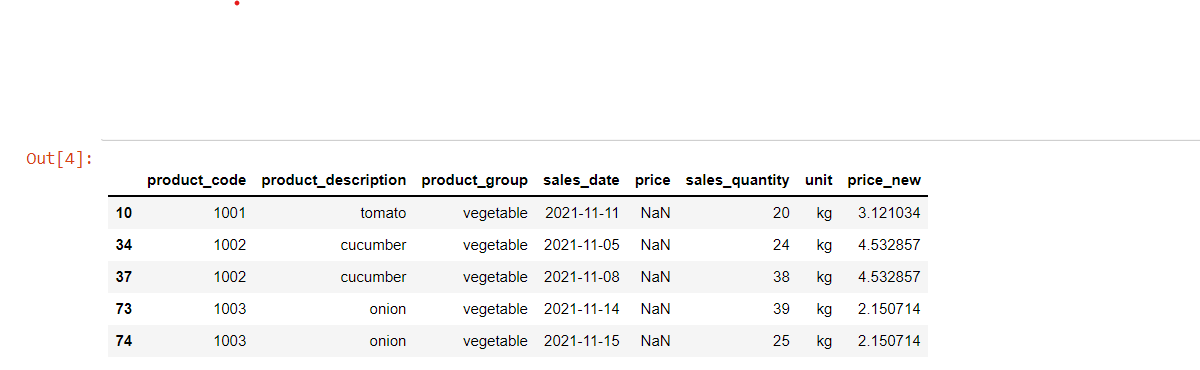 Out[4]:
product_code product_description product_group sales_date price sales_quantity unit price_new
10 1001 tomato vegetable 2021-11-11 NaN 20 kg 3.121034
34 1002 cucumber vegetable 2021-11-05 NaN 24 kg 4.532857
37 1002 cucumber vegetable 2021-11-08 NaN 38 kg 4.532857
73 1003 onion vegetable 2021-11-14 NaN 39 kg 2.150714
74 1003 onion vegetable 2021-11-15 NaN 25 kg 2.150714